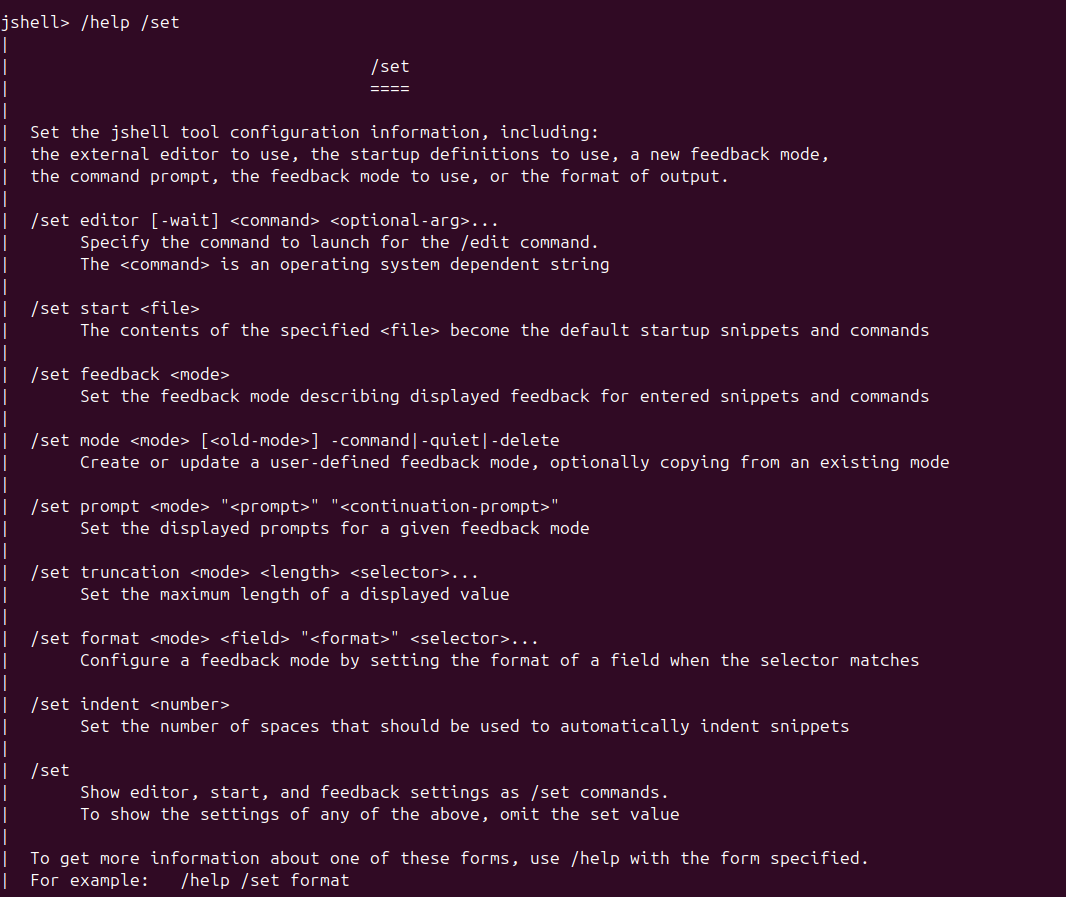 jshell> /help /set
|
|                                   /set
|                                   ====
|
|  Set the jshell tool configuration information, including:
|  the external editor to use, the startup definitions to use, a new feedback mode,
|  the command prompt, the feedback mode to use, or the format of output.
|
|  /set editor [-wait] <command> <optional-arg>...
|       Specify the command to launch for the /edit command.
|       The <command> is an operating system dependent string
|
|  /set start <file>
|       The contents of the specified <file> become the default startup snippets and commands
|
|  /set feedback <mode>
|       Set the feedback mode describing displayed feedback for entered snippets and commands
|
|  /set mode <mode> [<old-mode>] -command|-quiet|-delete
|       Create or update a user-defined feedback mode, optionally copying from an existing mode
|
|  /set prompt <mode> "<prompt>" "<continuation-prompt>"
|       Set the displayed prompts for a given feedback mode
|
|  /set truncation <mode> <length> <selector>...
|       Set the maximum length of a displayed value
|
|  /set format <mode> <field> "<format>" <selector>...
|       Configure a feedback mode by setting the format of a field when the selector matches
|
|  /set indent <number>
|       Set the number of spaces that should be used to automatically indent snippets
|
|  /set
|       Show editor, start, and feedback settings as /set commands.
|       To show the settings of any of the above, omit the set value
|
|  To get more information about one of these forms, use /help with the form specified.
|  For example:   /help /set format